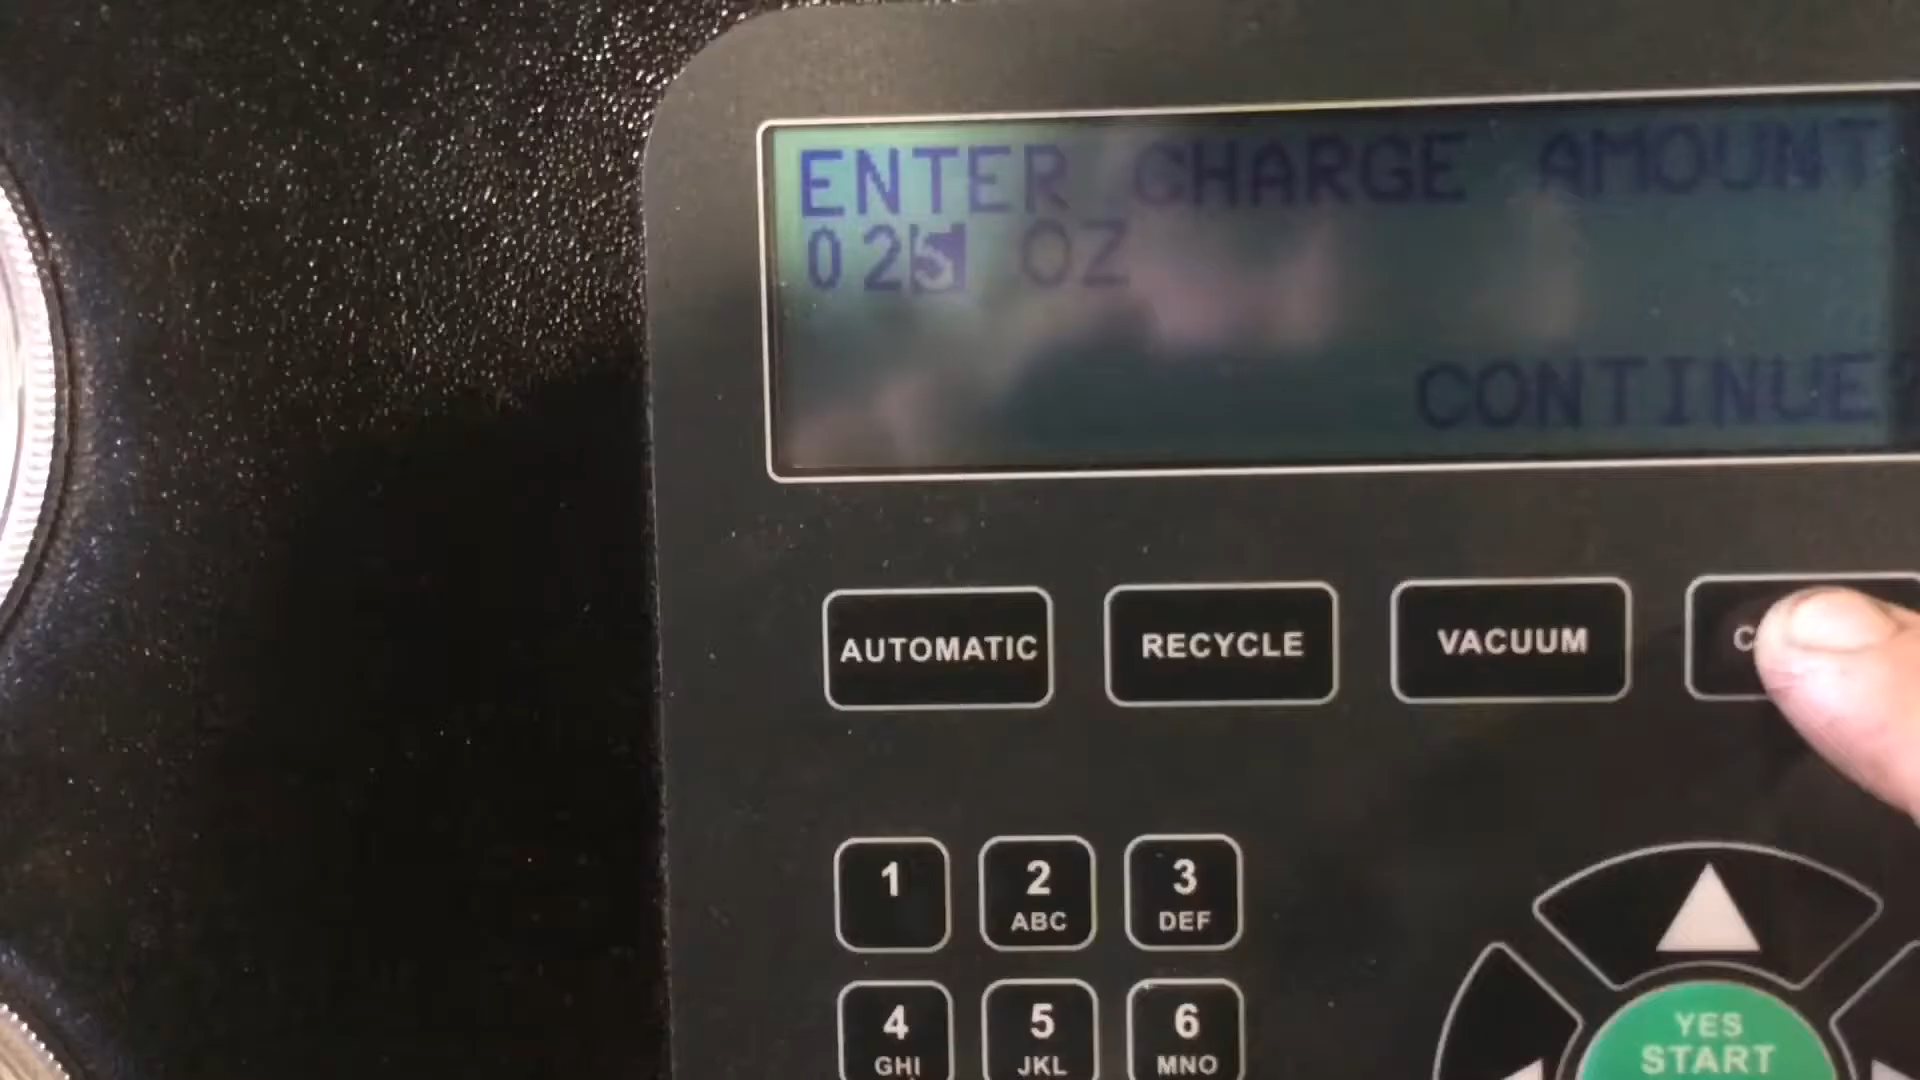 ENTER CHARGE AMOUNT
025 OZ
CONTINUE?
AUTOMATIC
RECYCLE
VACUUM
1
2
ABC
3
DEF
4
GHI
5
JKL
6
MNO
YES
START